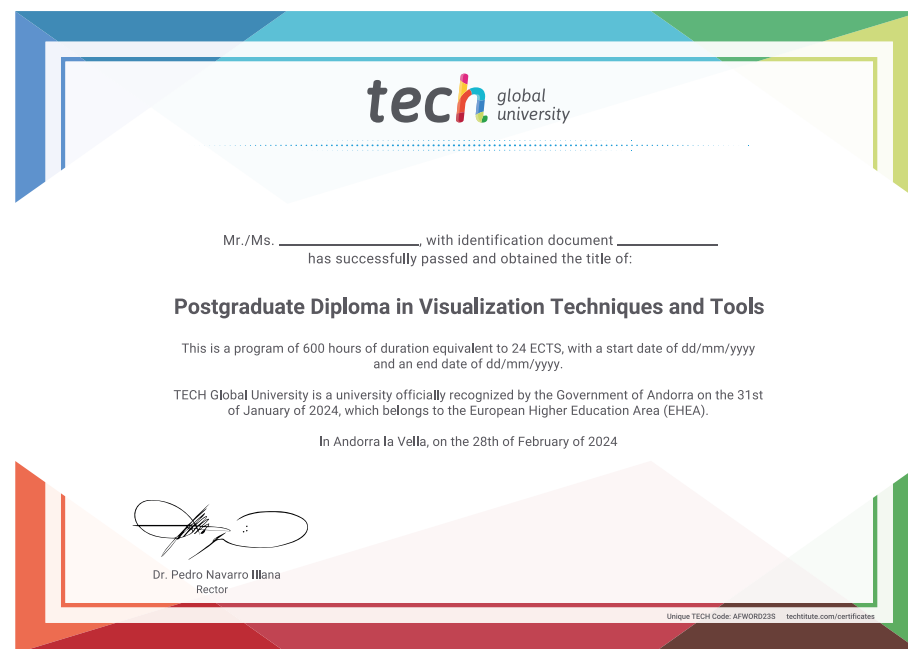 tech global
university
Mr./Ms. ____________, with identification document ____________
has successfully passed and obtained the title of:
Postgraduate Diploma in Visualization Techniques and Tools
This is a program of 600 hours of duration equivalent to 24 ECTS, with a start date of dd/mm/yyyy
and an end date of dd/mm/yyyy.
TECH Global University is a university officially recognized by the Government of Andorra on the 31st
of January of 2024, which belongs to the European Higher Education Area (EHEA).
In Andorra la Vella, on the 28th of February of 2024
Dr. Pedro Navarro Illana
Rector
Unique TECH Code: AFWORD23S techtitute.com/certificates